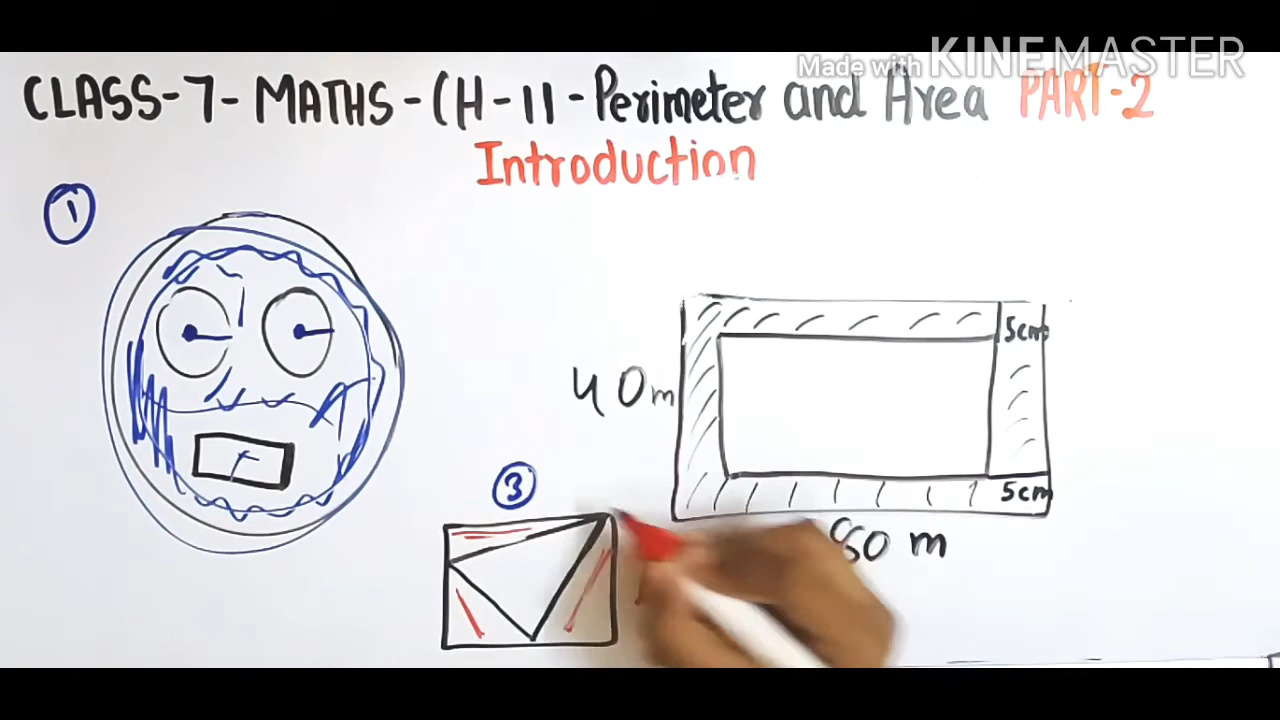 Made with KINEMASTER
CLASS-7-MATHS-CH-11-Perimeter and Area PART-2
Introduction
1
5cm
40m
3
5cm
m